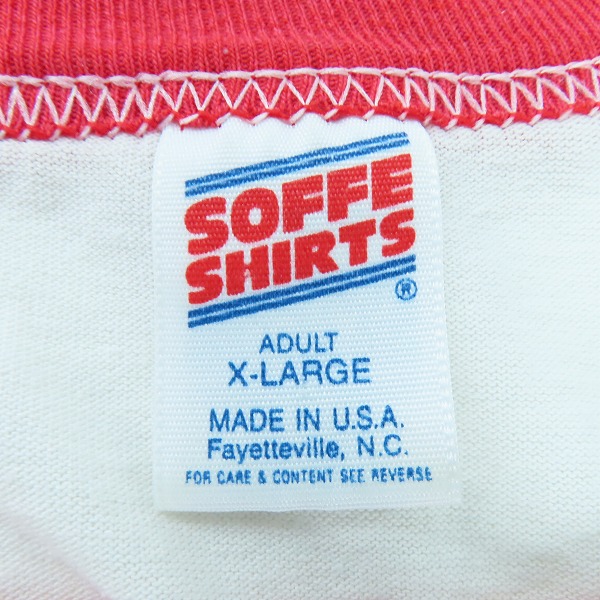 SOFFE
SHIRTS
®
ADULT
X-LARGE
MADE IN U.S.A.
Fayetteville, N.C.
FOR CARE & CONTENT SEE REVERSE